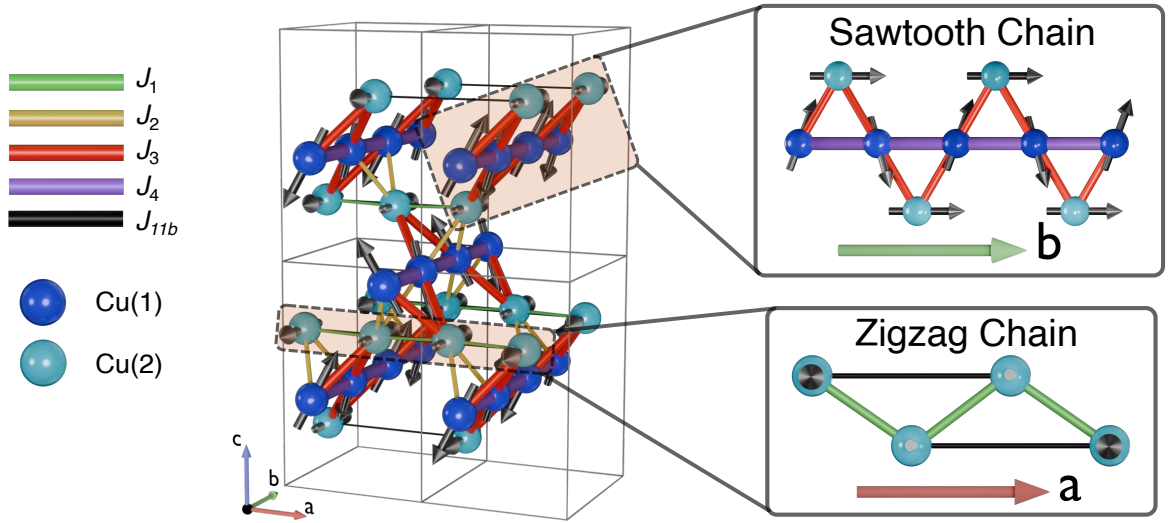 J1
J2
J3
J4
J11b
Cu(1)
Cu(2)
c
b
a
Sawtooth Chain
b
Zigzag Chain
a